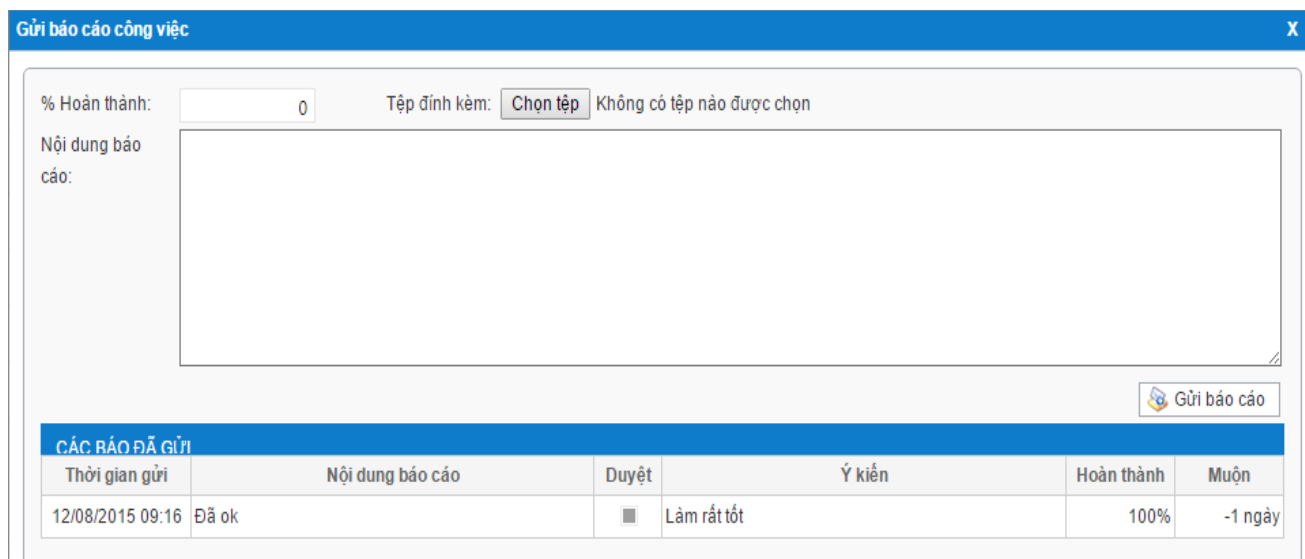 Gửi báo cáo công việc X
% Hoàn thành: 0 Tệp đính kèm: Chọn tệp Không có tệp nào được chọn
Nội dung báo
cáo:
Gửi báo cáo
CÁC BÁO ĐÃ GỬI
Thời gian gửi Nội dung báo cáo Duyệt Ý kiến Hoàn thành Muộn
12/08/2015 09:16 Đã ok Làm rất tốt 100% -1 ngày